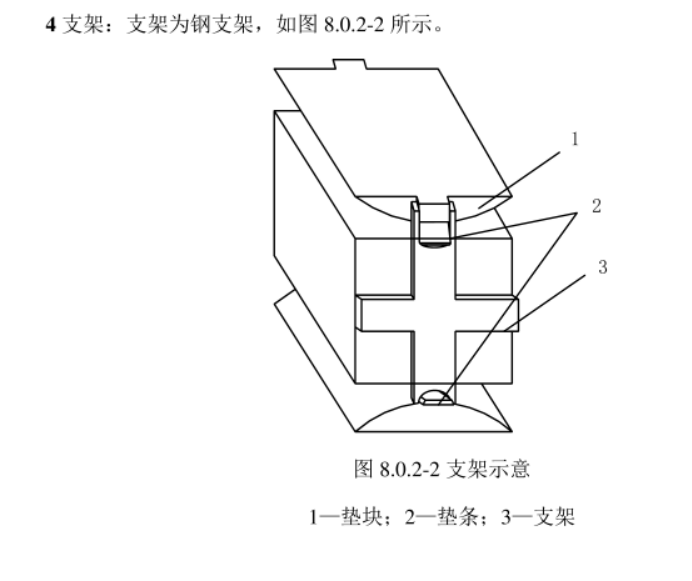 4 支架：支架为钢支架，如图 8.0.2-2 所示。
1
2
3
图 8.0.2-2 支架示意
1—垫块；2—垫条；3—支架